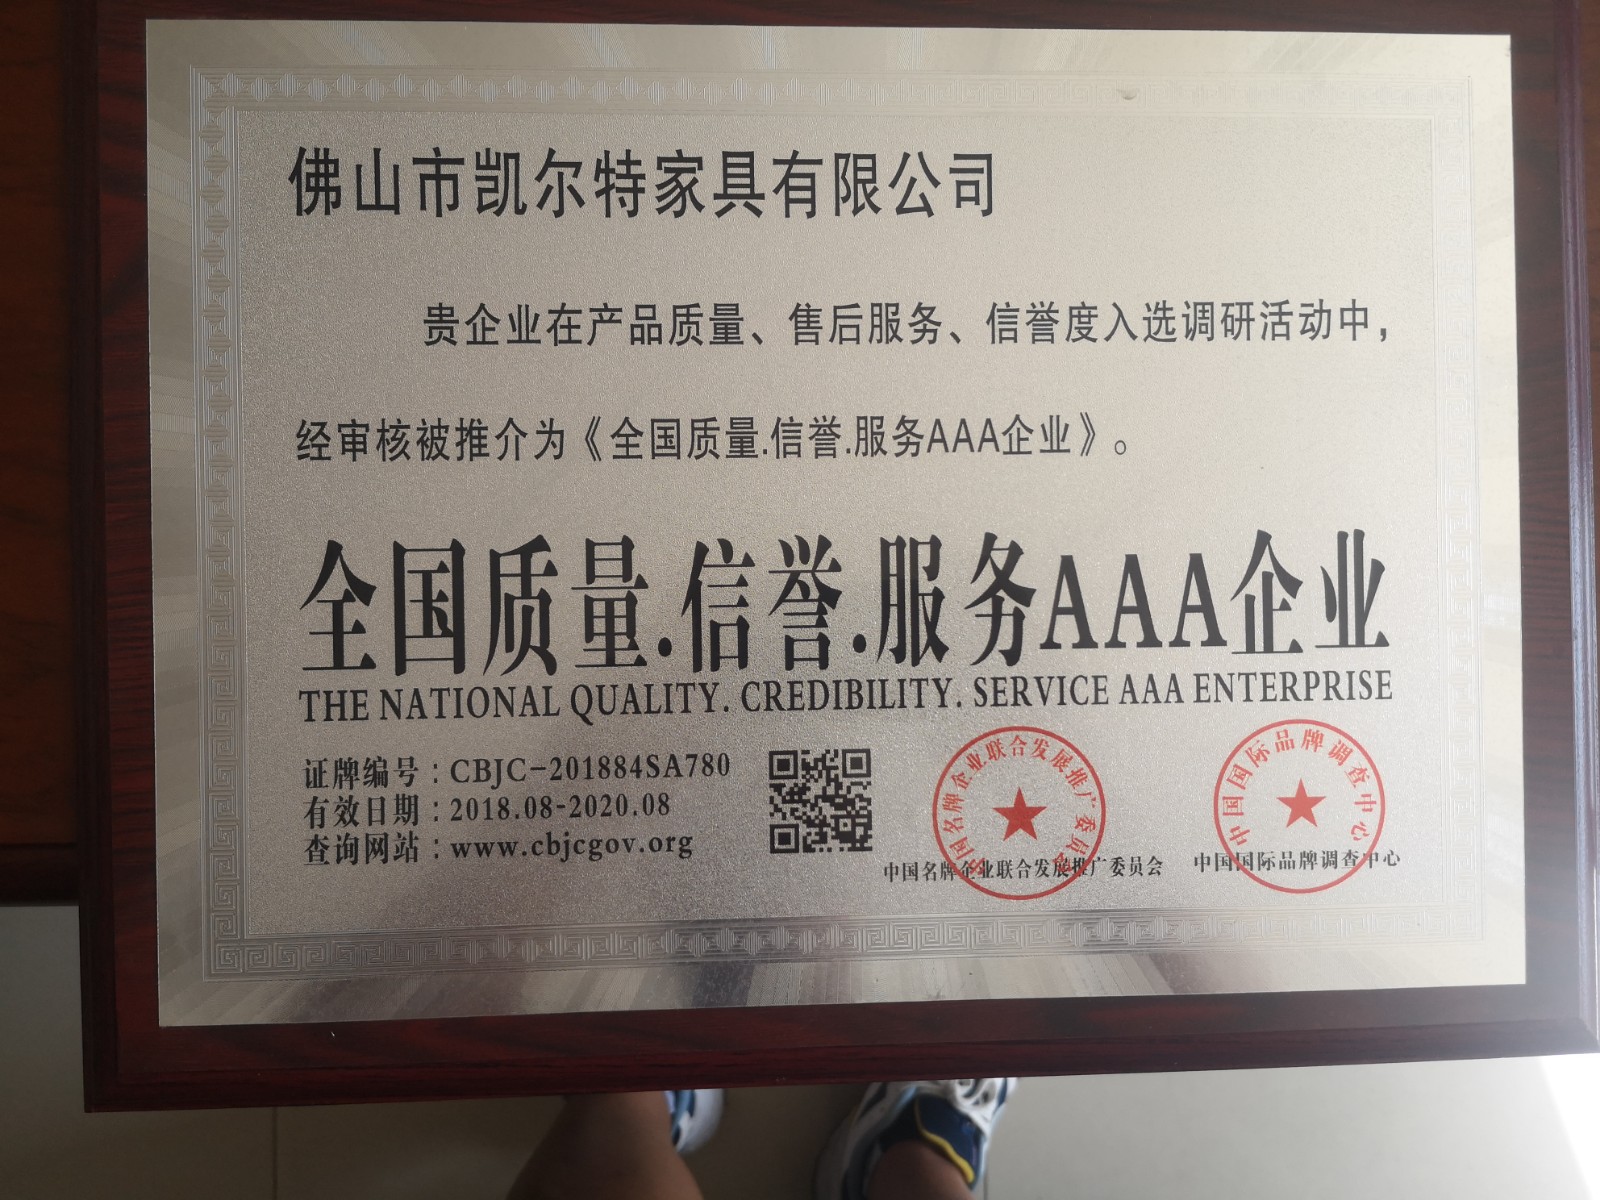 佛山市凯尔特家具有限公司
贵企业在产品质量、售后服务、信誉度入选调研活动中，
经审核被推介为《全国质量.信誉.服务AAA企业》。
全国质量.信誉.服务AAA企业
THE NATIONAL QUALITY. CREDIBILITY. SERVICE AAA ENTERPRISE
证牌编号：CBJC-201884SA780
有效日期：2018.08-2020.08
查询网站：www.cbjcgov.org
中国名牌企业联合发展推广委员会
中国名牌企业联合发展推广委员会
中国国际品牌调查中心
中国国际品牌调查中心